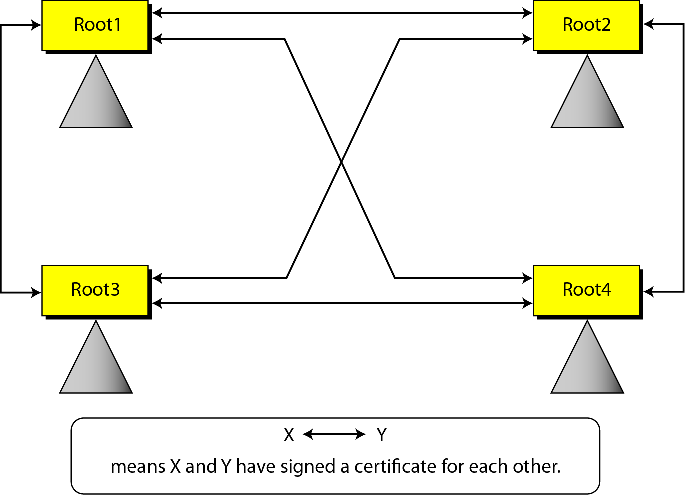 Root1
Root2
Root3
Root4
X Y
means X and Y have signed a certificate for each other.